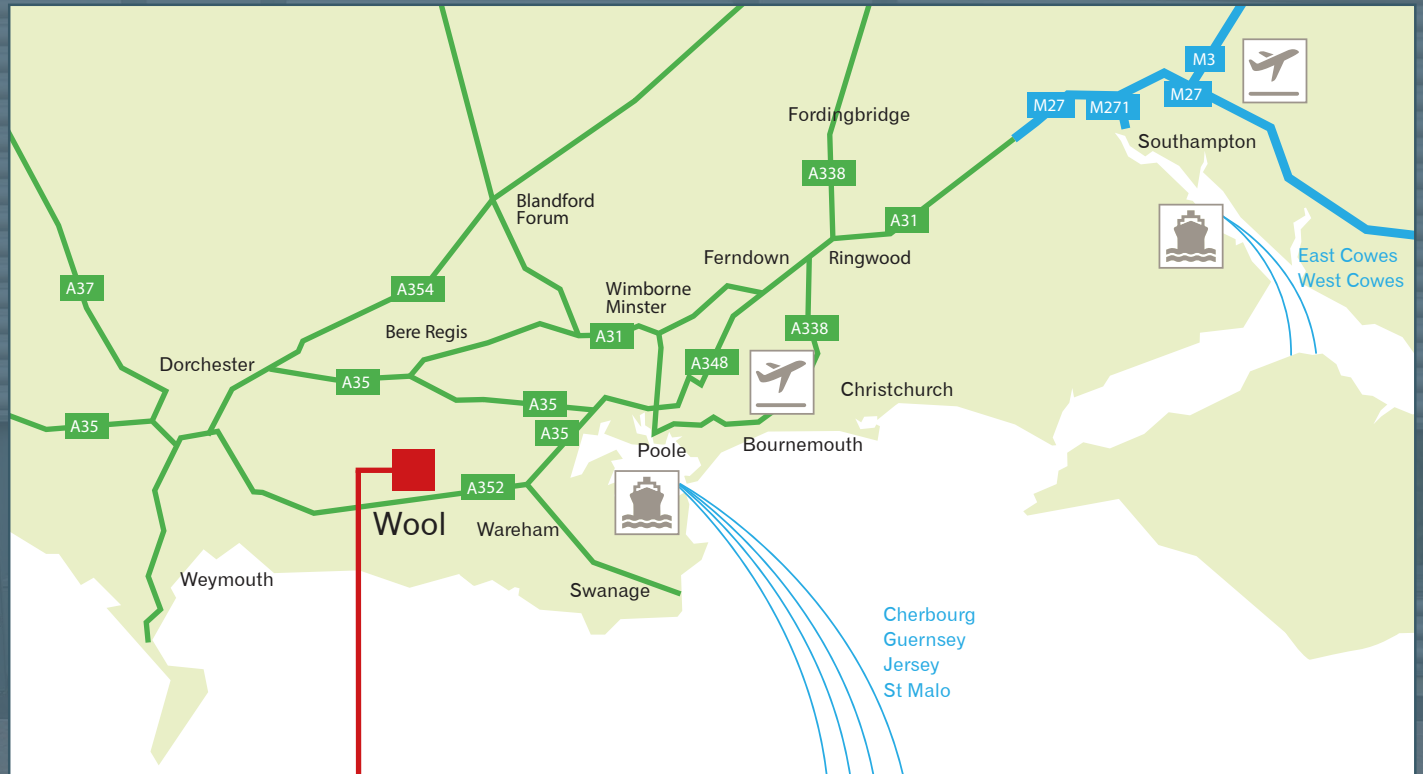 M3
M27
M271
M27
Fordingbridge
Southampton
A338
Blandford
Forum
A31
Ferndown
Ringwood
East Cowes
West Cowes
A37
A354
Wimborne
Minster
Bere Regis
A31
A338
Dorchester
A348
A35
Christchurch
A35
A35
A35
Poole
Bournemouth
A352
Wool
Wareham
Weymouth
Swanage
Cherbourg
Guernsey
Jersey
St Malo